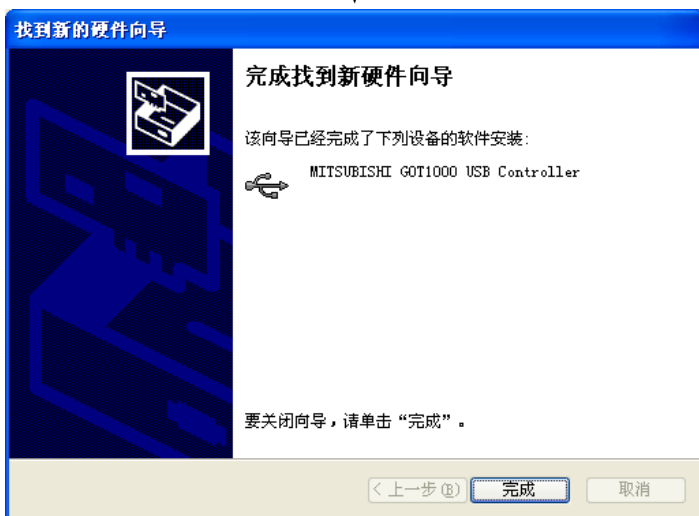 找到新的硬件向导
完成找到新硬件向导
该向导已经完成了下列设备的软件安装:
MITSUBISHI GOT1000 USB Controller
要关闭向导,请单击“完成”。
< 上一步(B)
完成
取消